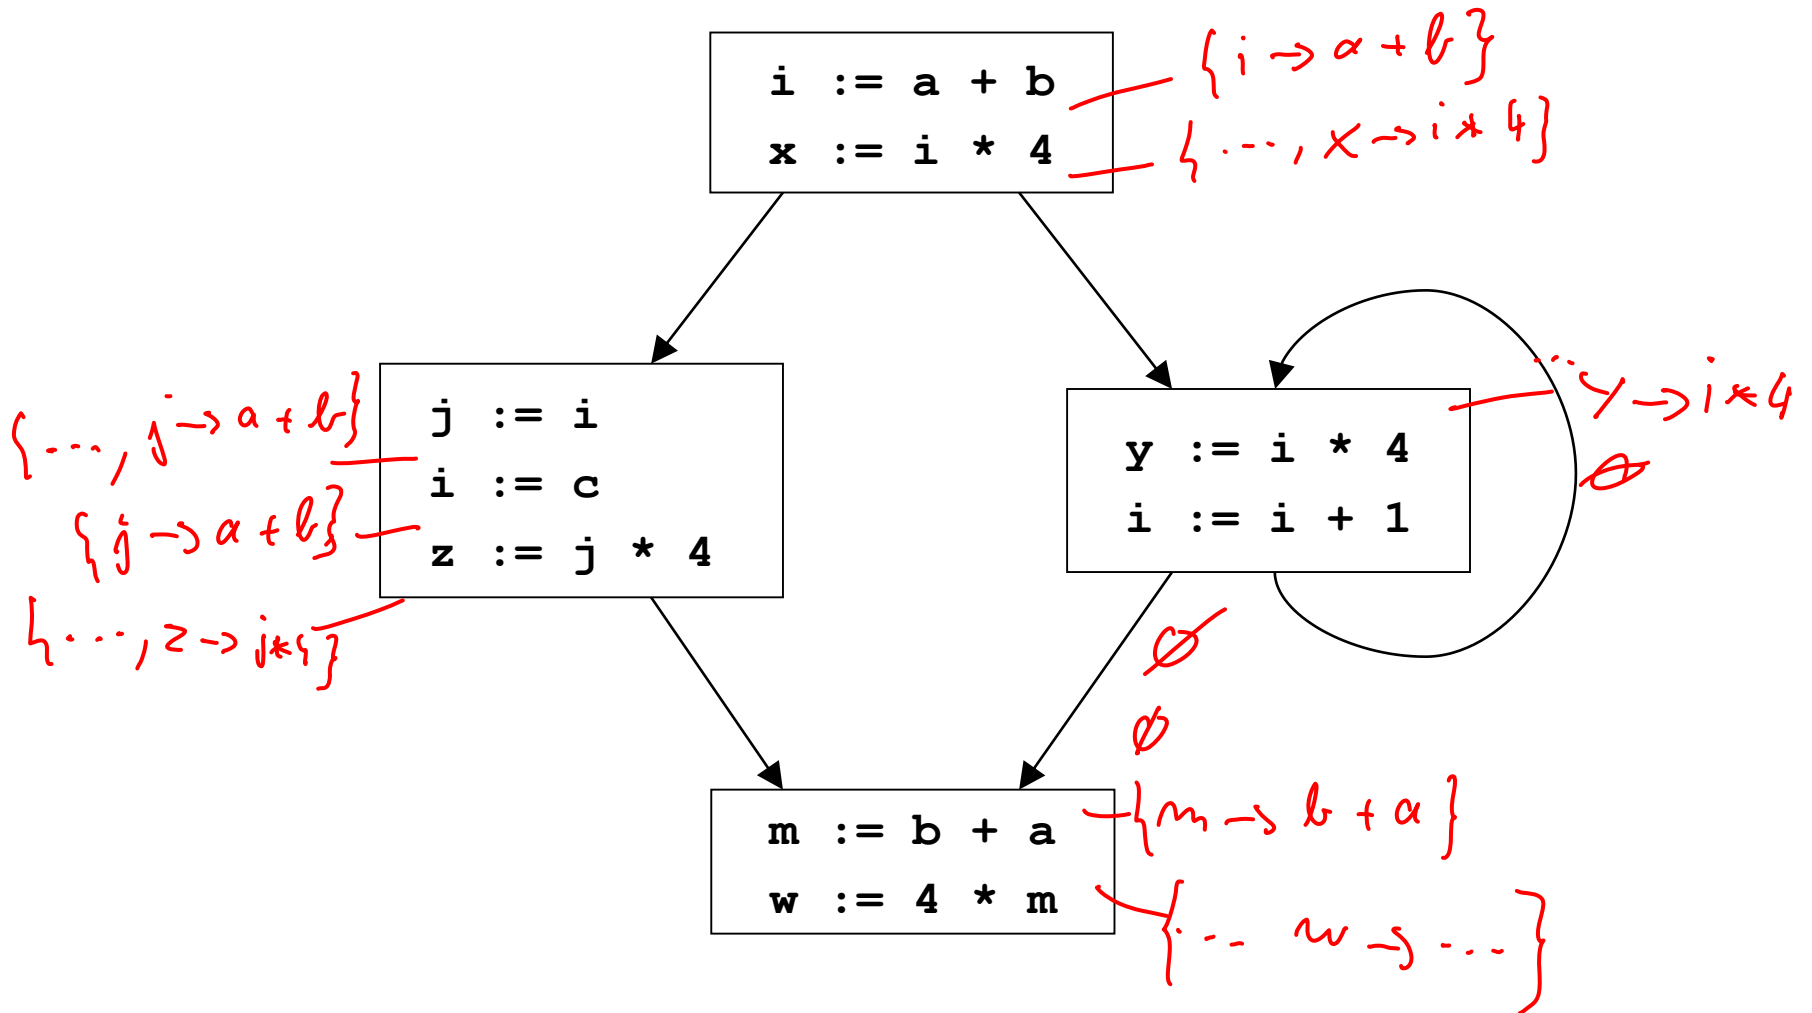 i := a + b
{i → a + b}
x := i * 4
{..., x → i * 4}
{..., j → a + b}
j := i
i := c
{j → a + b}
z := j * 4
{..., z → j * 4}
... y → i * 4
∅
y := i * 4
i := i + 1
∅
∅
m := b + a
{m → b + a}
w := 4 * m
{... w → ...}